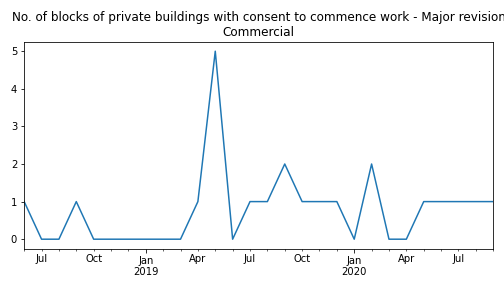 No. of blocks of private buildings with consent to commence work - Major revision
Commercial
5
4
3
2
1
0
Jul
Oct
Jan
2019
Apr
Jul
Oct
Jan
2020
Apr
Jul